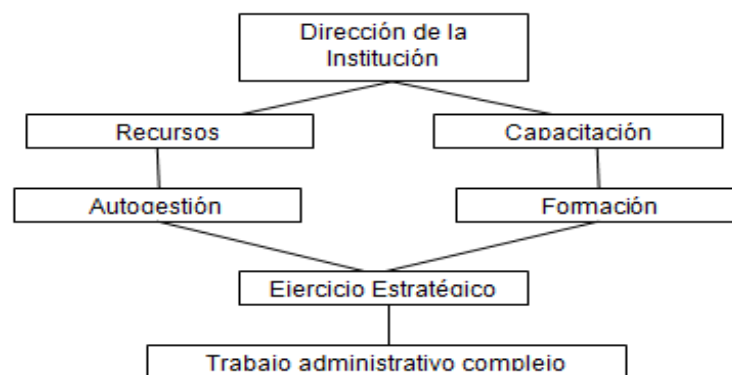 Dirección de la
Institución
Recursos
Capacitación
Autogestión
Formación
Ejercicio Estratégico
Trabajo administrativo complejo